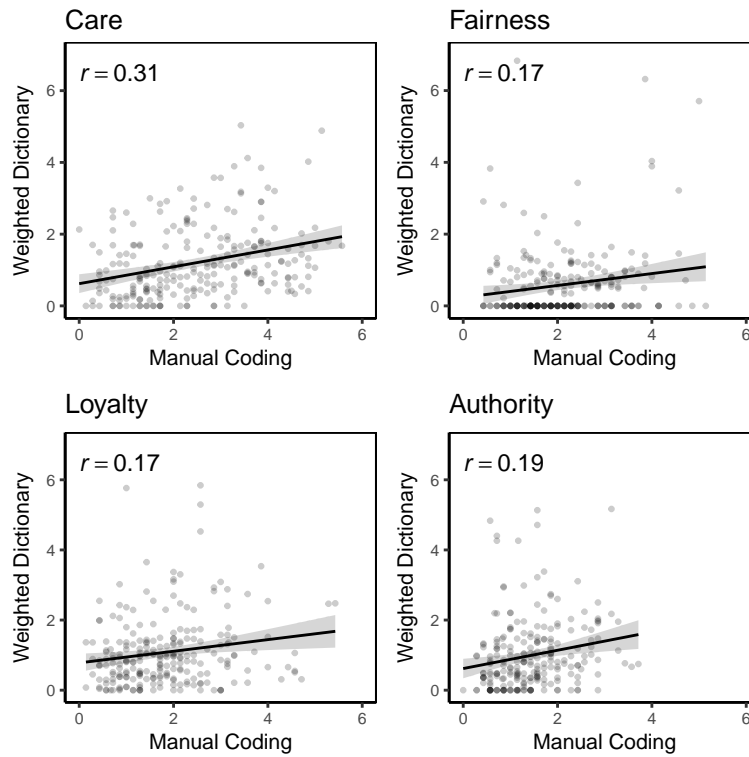 Care
r = 0.31
Weighted Dictionary
6
4
2
0
0 2 4 6
Manual Coding
Fairness
r = 0.17
Weighted Dictionary
6
4
2
0
0 2 4 6
Manual Coding
Loyalty
r = 0.17
Weighted Dictionary
6
4
2
0
0 2 4 6
Manual Coding
Authority
r = 0.19
Weighted Dictionary
6
4
2
0
0 2 4 6
Manual Coding